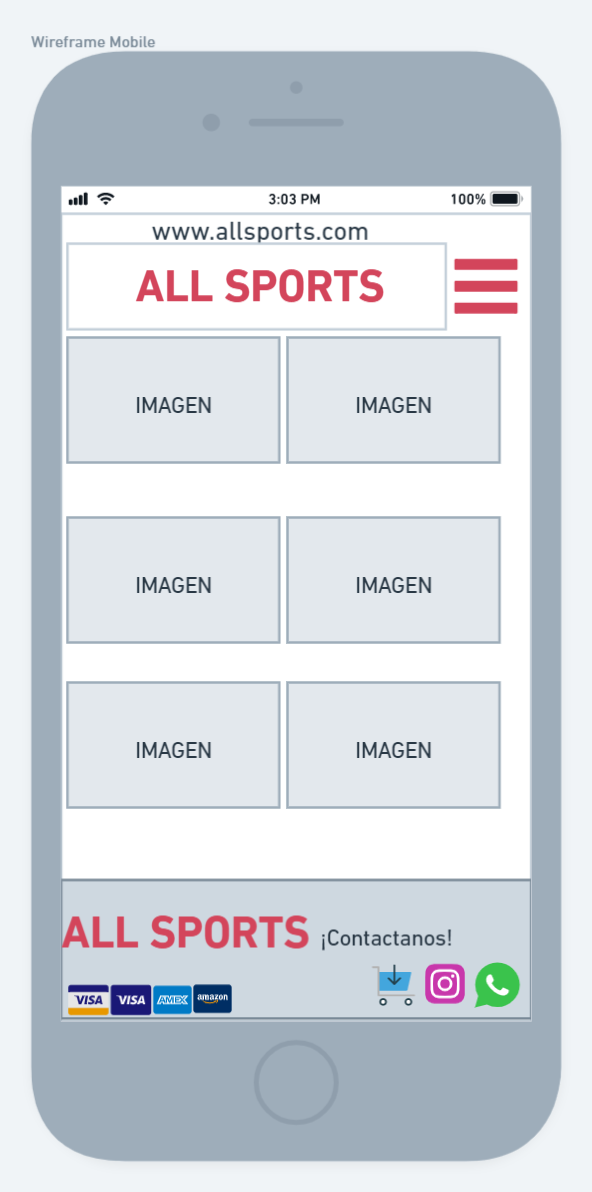 Wireframe Mobile
3:03 PM 100%
www.allsports.com
ALL SPORTS
IMAGEN IMAGEN
IMAGEN IMAGEN
IMAGEN IMAGEN
ALL SPORTS ¡Contactanos!
VISA VISA AMEX amazon